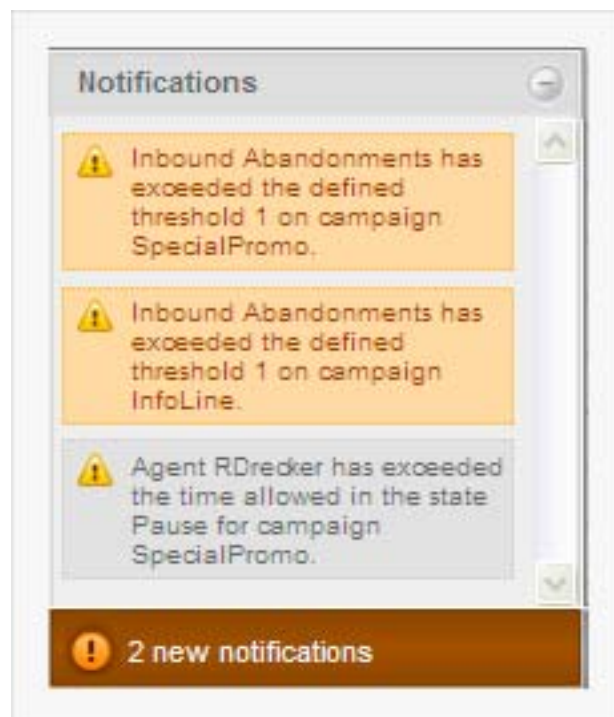 Notifications
Inbound Abandonments has
exceeded the defined
threshold 1 on campaign
SpecialPromo.
Inbound Abandonments has
exceeded the defined
threshold 1 on campaign
InfoLine.
Agent RDrecker has exceeded
the time allowed in the state
Pause for campaign
SpecialPromo.
2 new notifications